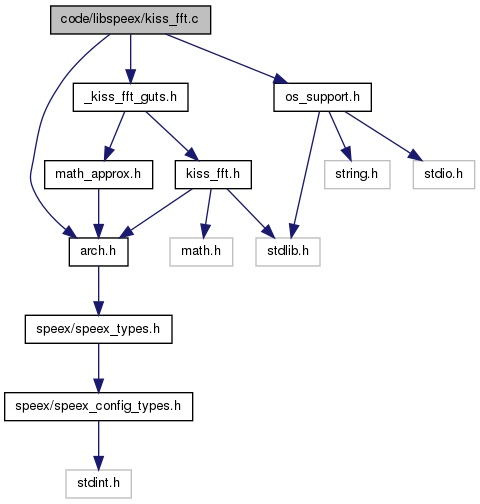 code/libspeex/kiss_fft.c
_kiss_fft_guts.h
os_support.h
math_approx.h
kiss_fft.h
string.h
stdio.h
arch.h
math.h
stdlib.h
speex/speex_types.h
speex/speex_config_types.h
stdint.h